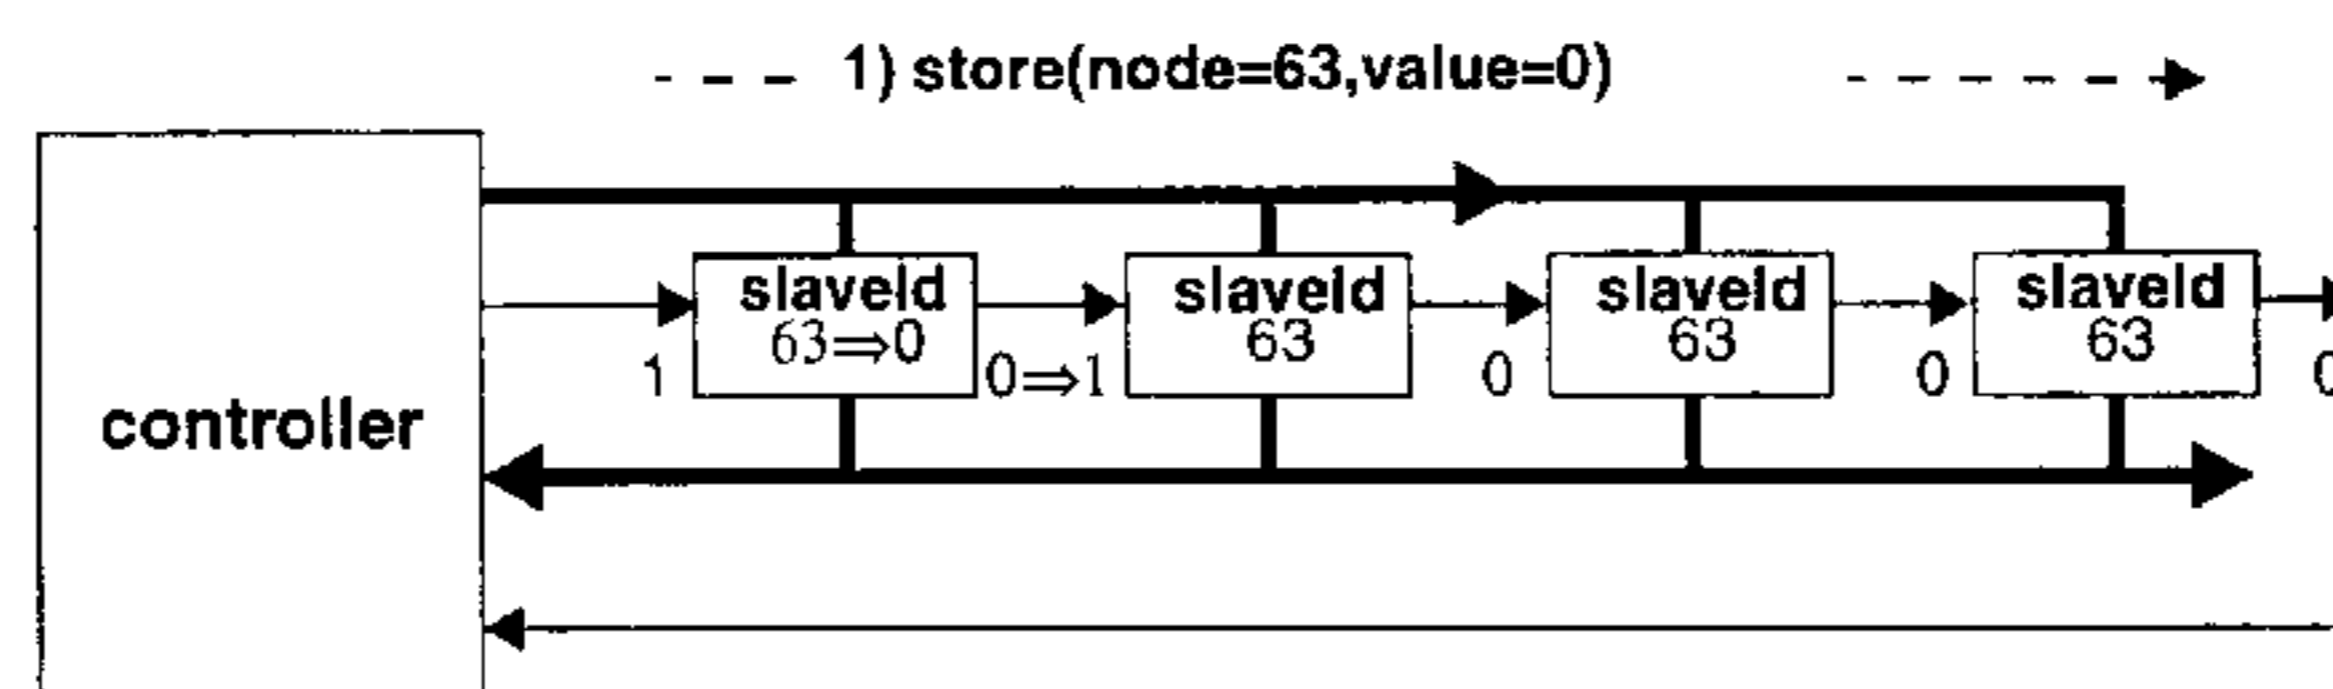 1) store(node=63,value=0)
slaveId slaveId slaveId slaveId
63⇒0 63 63 63
1 0⇒1 0 0 0
controller